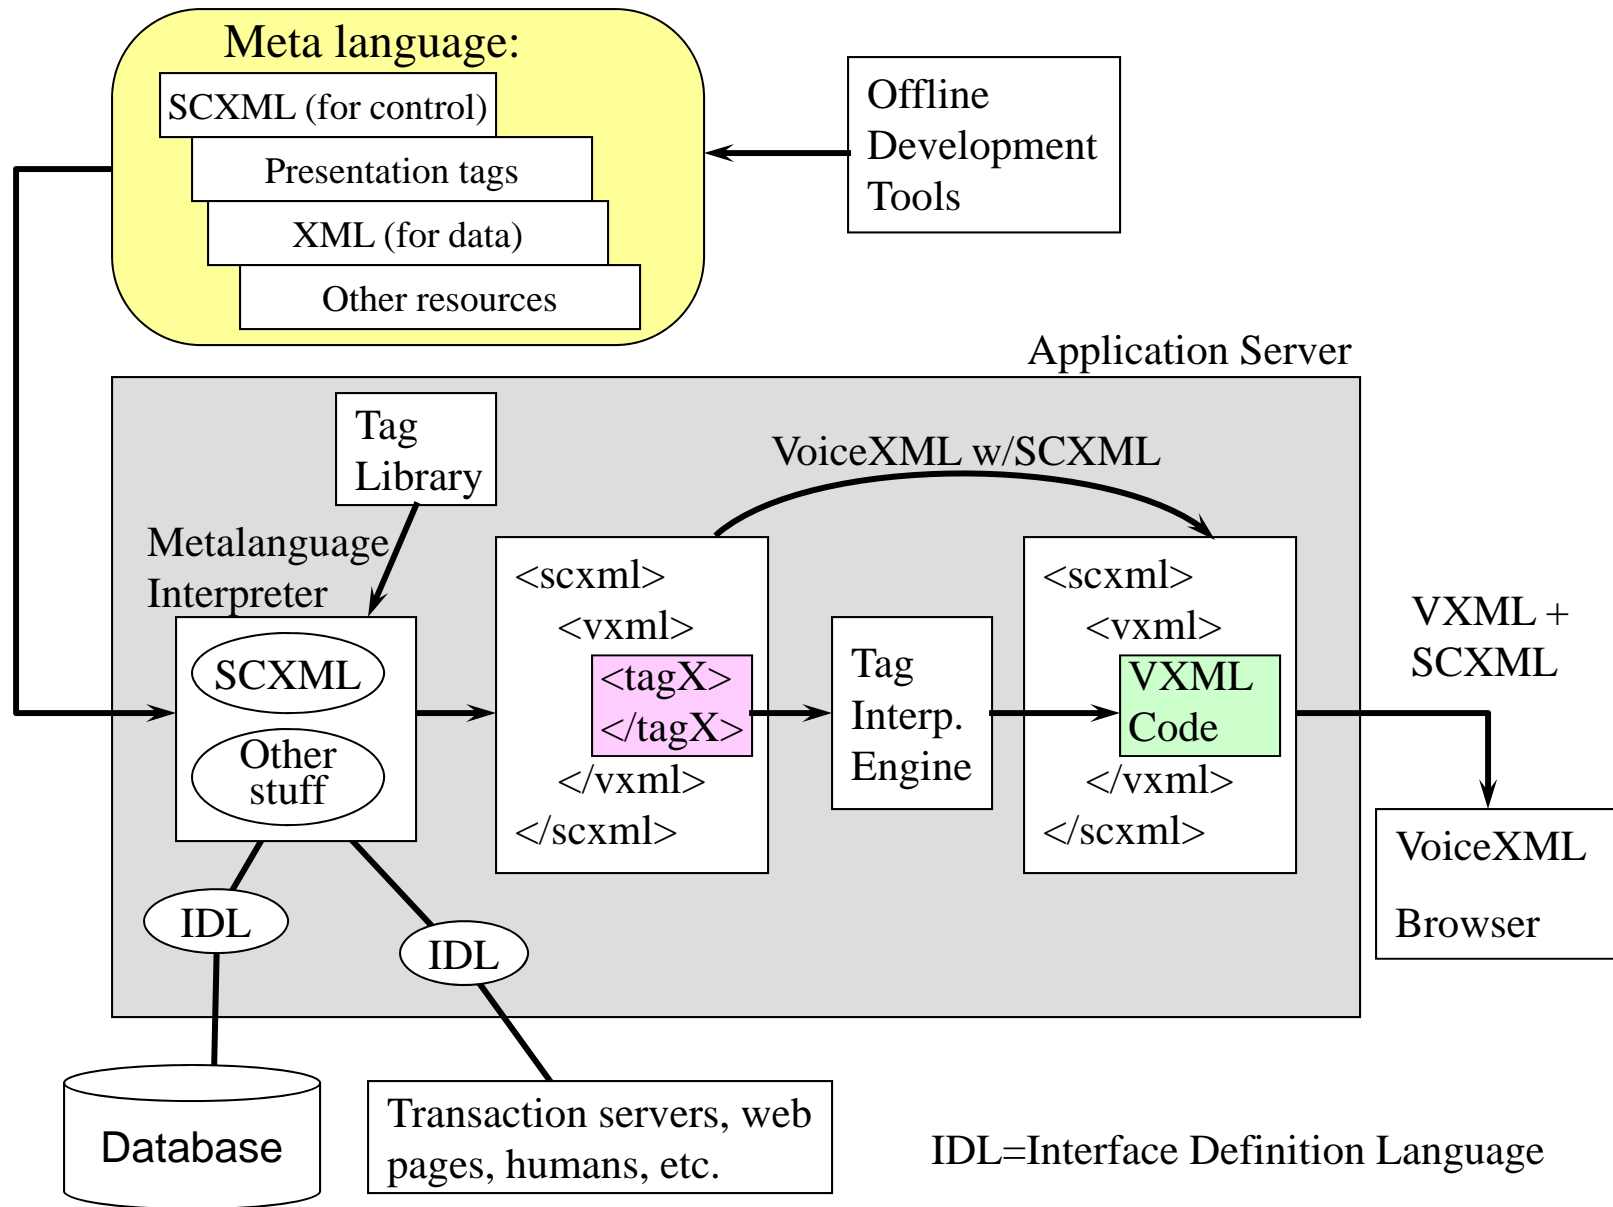 Meta language:
SCXML (for control)
Presentation tags
XML (for data)
Other resources
Offline
Development
Tools
Application Server
Tag
Library
VoiceXML w/SCXML
Metalanguage
Interpreter
SCXML
Other
stuff
<scxml>
<vxml>
<tagX>
</tagX>
</vxml>
</scxml>
Tag
Interp.
Engine
<scxml>
<vxml>
VXML
Code
</vxml>
</scxml>
VXML +
SCXML
VoiceXML
Browser
IDL
IDL
Database
Transaction servers, web
pages, humans, etc.
IDL=Interface Definition Language